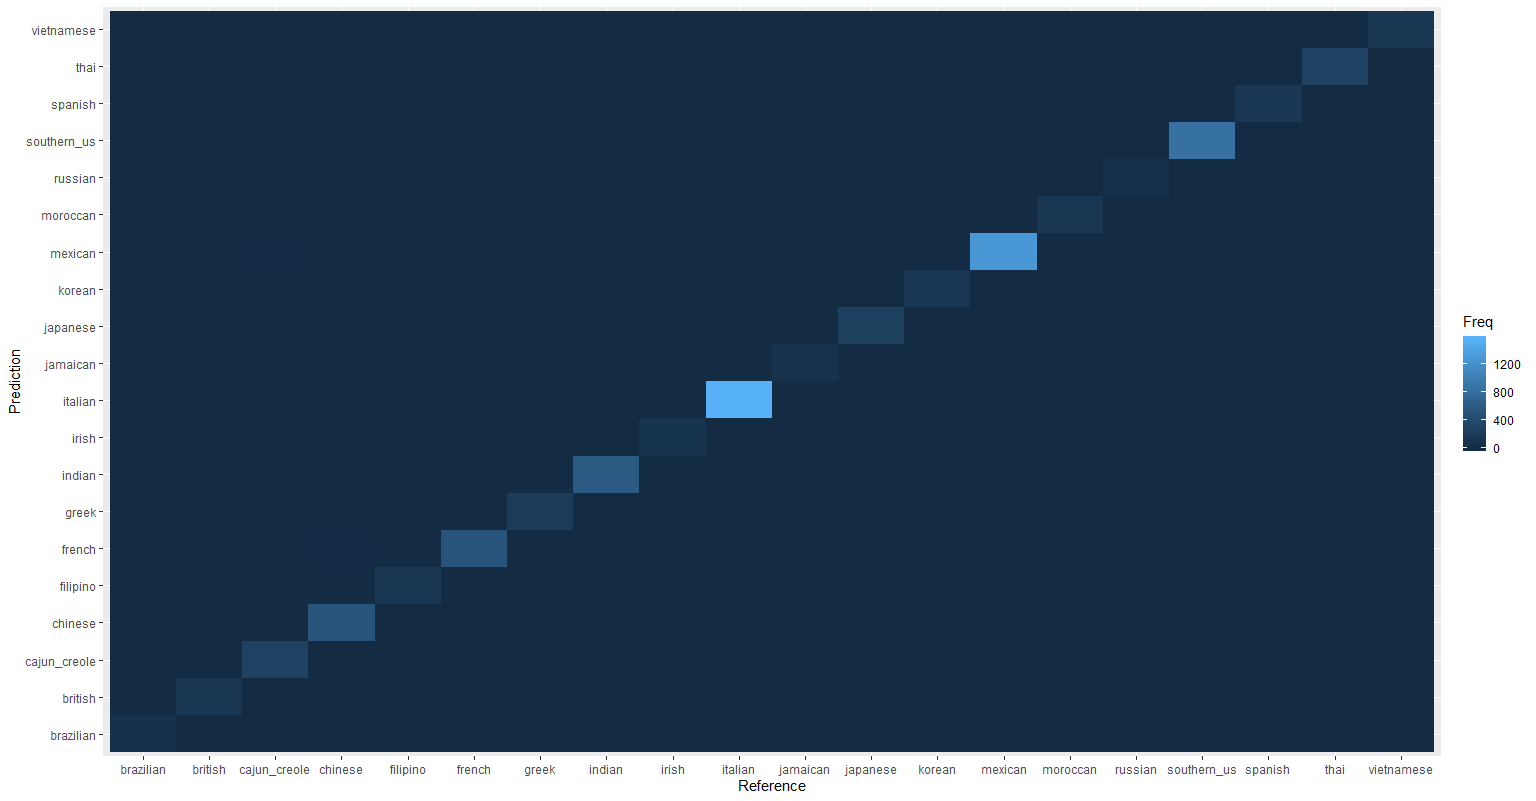 vietnamese
thai
spanish
southern_us
russian
moroccan
mexican
korean
japanese
jamaican
italian
irish
indian
greek
french
filipino
chinese
cajun_creole
british
brazilian
Prediction
brazilian british cajun_creole chinese filipino french greek indian irish italian jamaican japanese korean mexican moroccan russian southern_us spanish thai vietnamese
Reference
Freq
1200
800
400
0